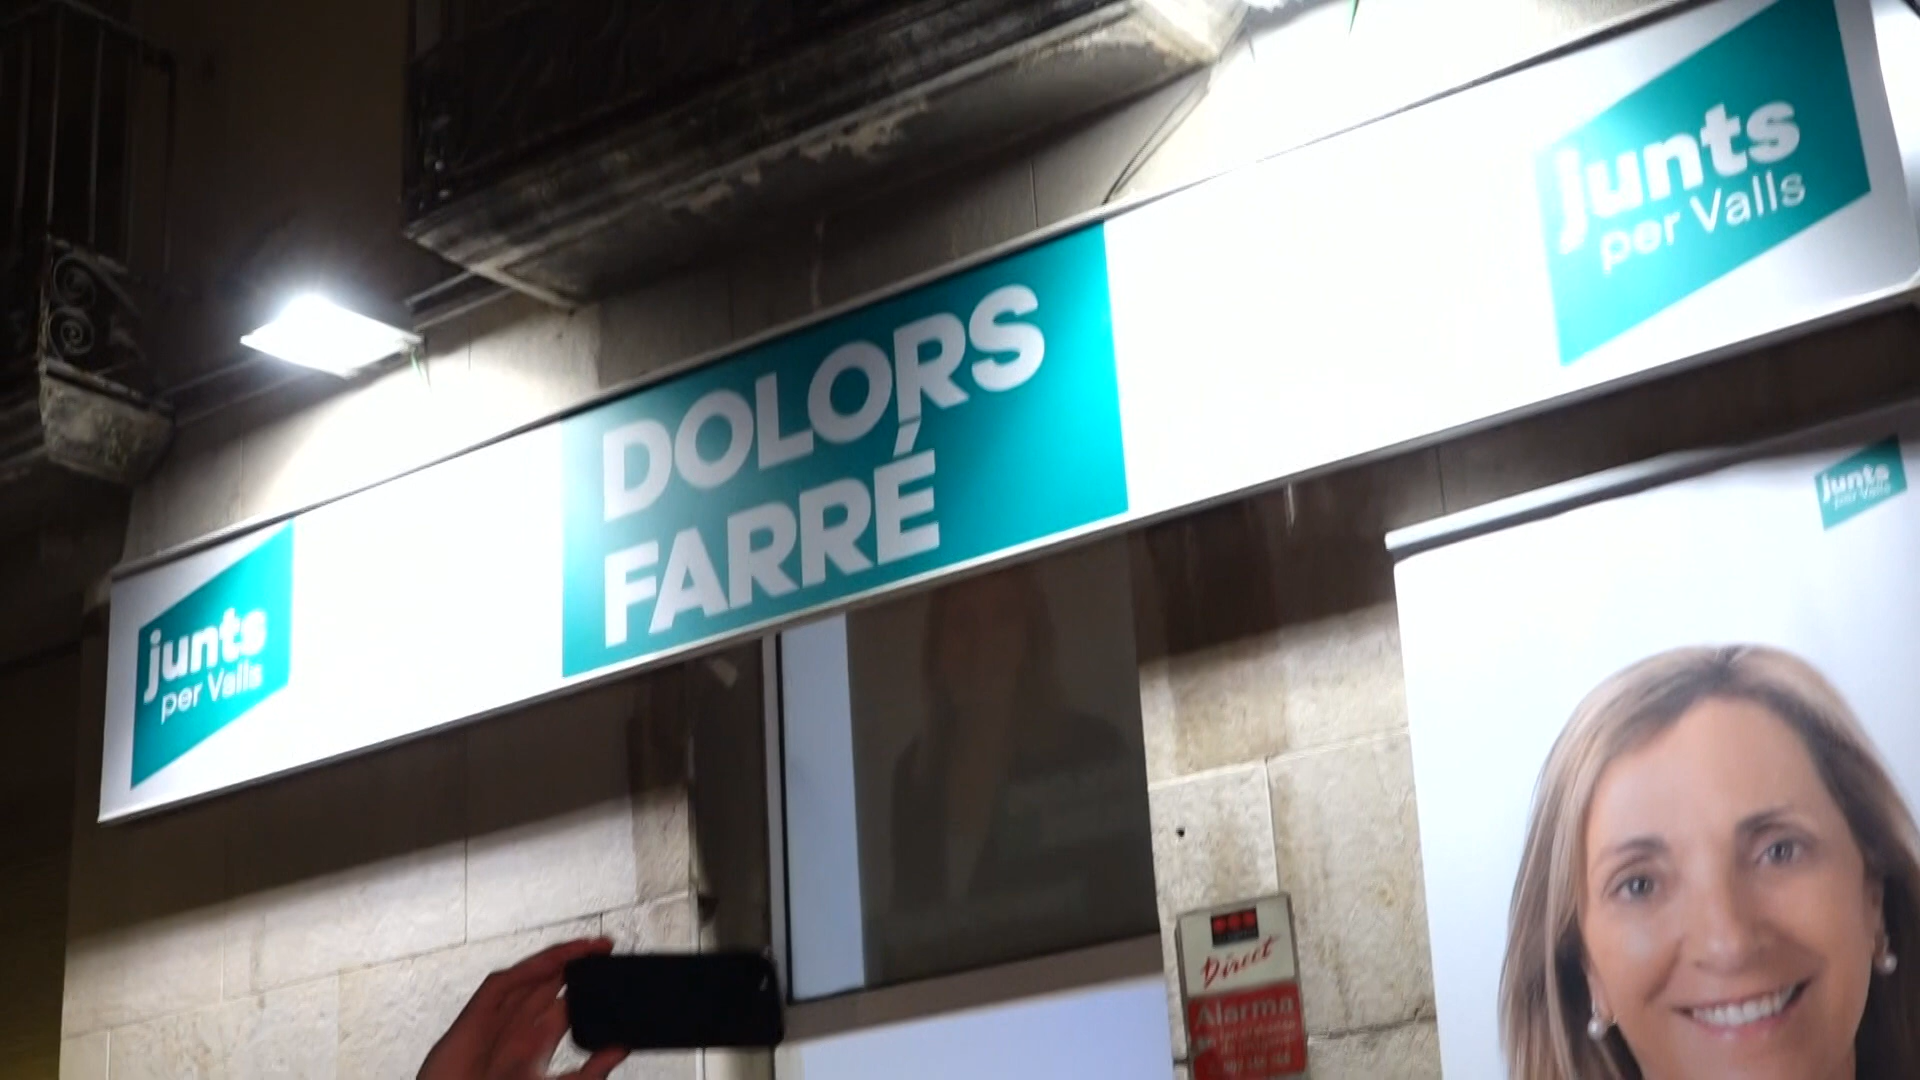 junts
per Valls
DOLORS
FARRÉ
junts
per Valls
junts
per Valls
Direct
Alarma